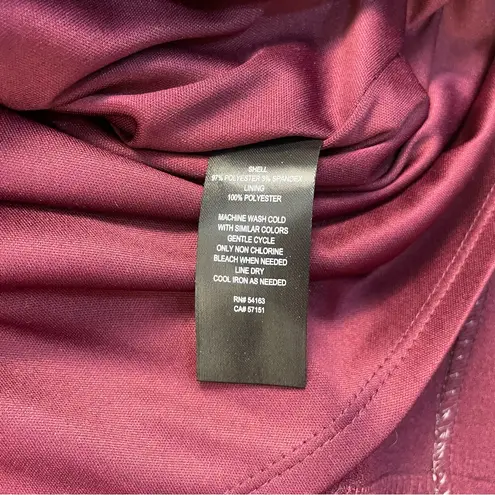 SHELL
97% POLYESTER 3% SPANDEX
LINING
100% POLYESTER
MACHINE WASH COLD
WITH SIMILAR COLORS
GENTLE CYCLE
ONLY NON CHLORINE
BLEACH WHEN NEEDED
LINE DRY
COOL IRON AS NEEDED
RN# 54163
CA# 57151